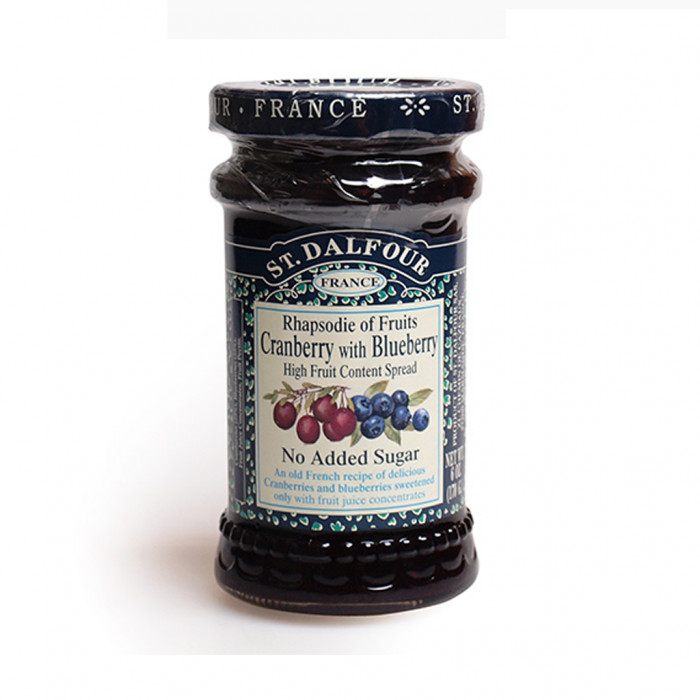 UR · FRANCE ST.
ST. DALFOUR
FRANCE
Rhapsodie of Fruits
Cranberry with Blueberry
High Fruit Content Spread
No Added Sugar
An old French recipe of delicious
Cranberries and blueberries sweetened
only with fruit juice concentrates